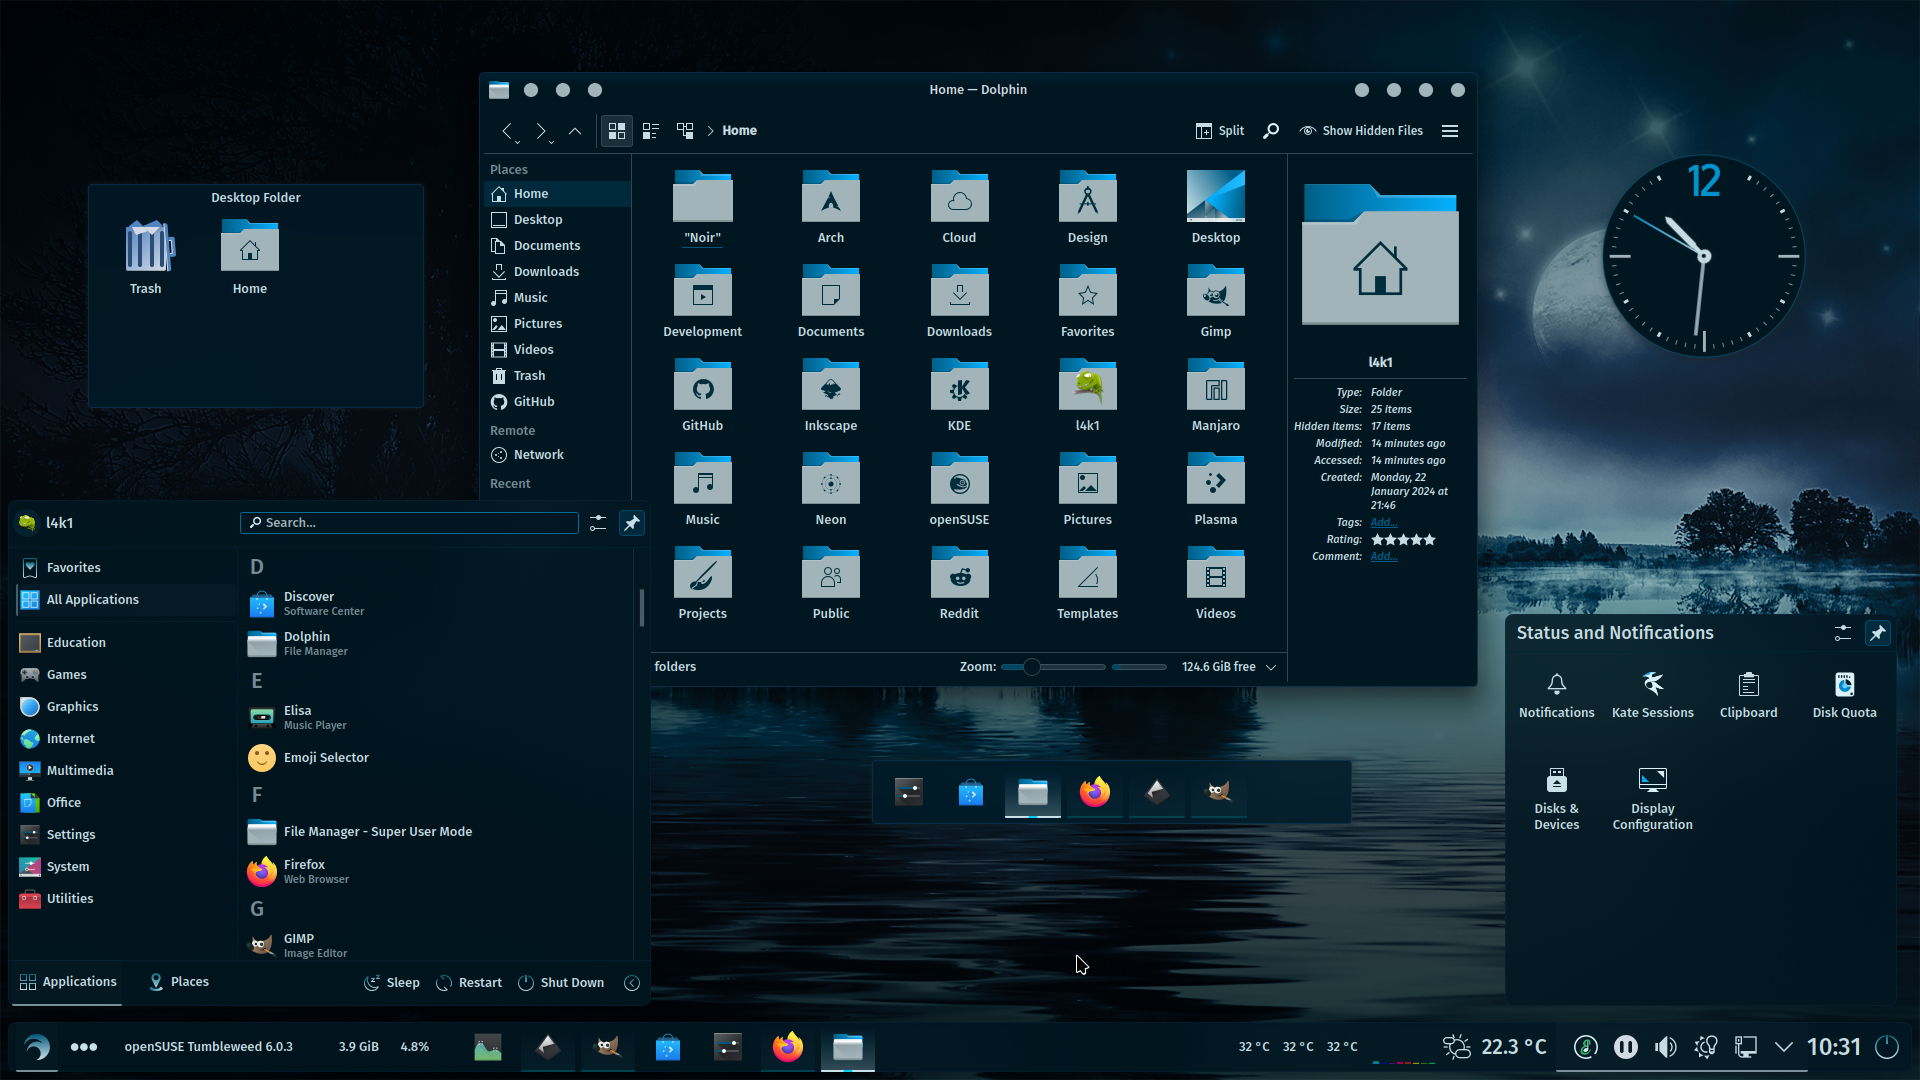 Home — Dolphin
Home
Split
Show Hidden Files
Desktop Folder
Trash
Home
Places
Home
Desktop
Documents
Downloads
Music
Pictures
Videos
Trash
GitHub
Remote
Network
Recent
"Noir"
Arch
Cloud
Design
Desktop
Development
Documents
Downloads
Favorites
Gimp
GitHub
Inkscape
KDE
l4k1
Manjaro
Music
Neon
openSUSE
Pictures
Plasma
Projects
Public
Reddit
Templates
Videos
folders
Zoom:
124.6 GiB free
l4k1
Type: Folder
Size: 25 items
Hidden items: 17 items
Modified: 14 minutes ago
Accessed: 14 minutes ago
Created: Monday, 22
January 2024 at
21:46
Tags: Add...
Rating:
Comment: Add...
12
l4k1
Search...
Favorites
All Applications
Education
Games
Graphics
Internet
Multimedia
Office
Settings
System
Utilities
D
Discover
Software Center
Dolphin
File Manager
E
Elisa
Music Player
Emoji Selector
F
File Manager - Super User Mode
Firefox
Web Browser
G
GIMP
Image Editor
Applications
Places
Sleep
Restart
Shut Down
Status and Notifications
Notifications
Kate Sessions
Clipboard
Disk Quota
Disks &
Devices
Display
Configuration
openSUSE Tumbleweed 6.0.3
3.9 GiB
4.8%
32 °C
32 °C
32 °C
22.3 °C
10:31